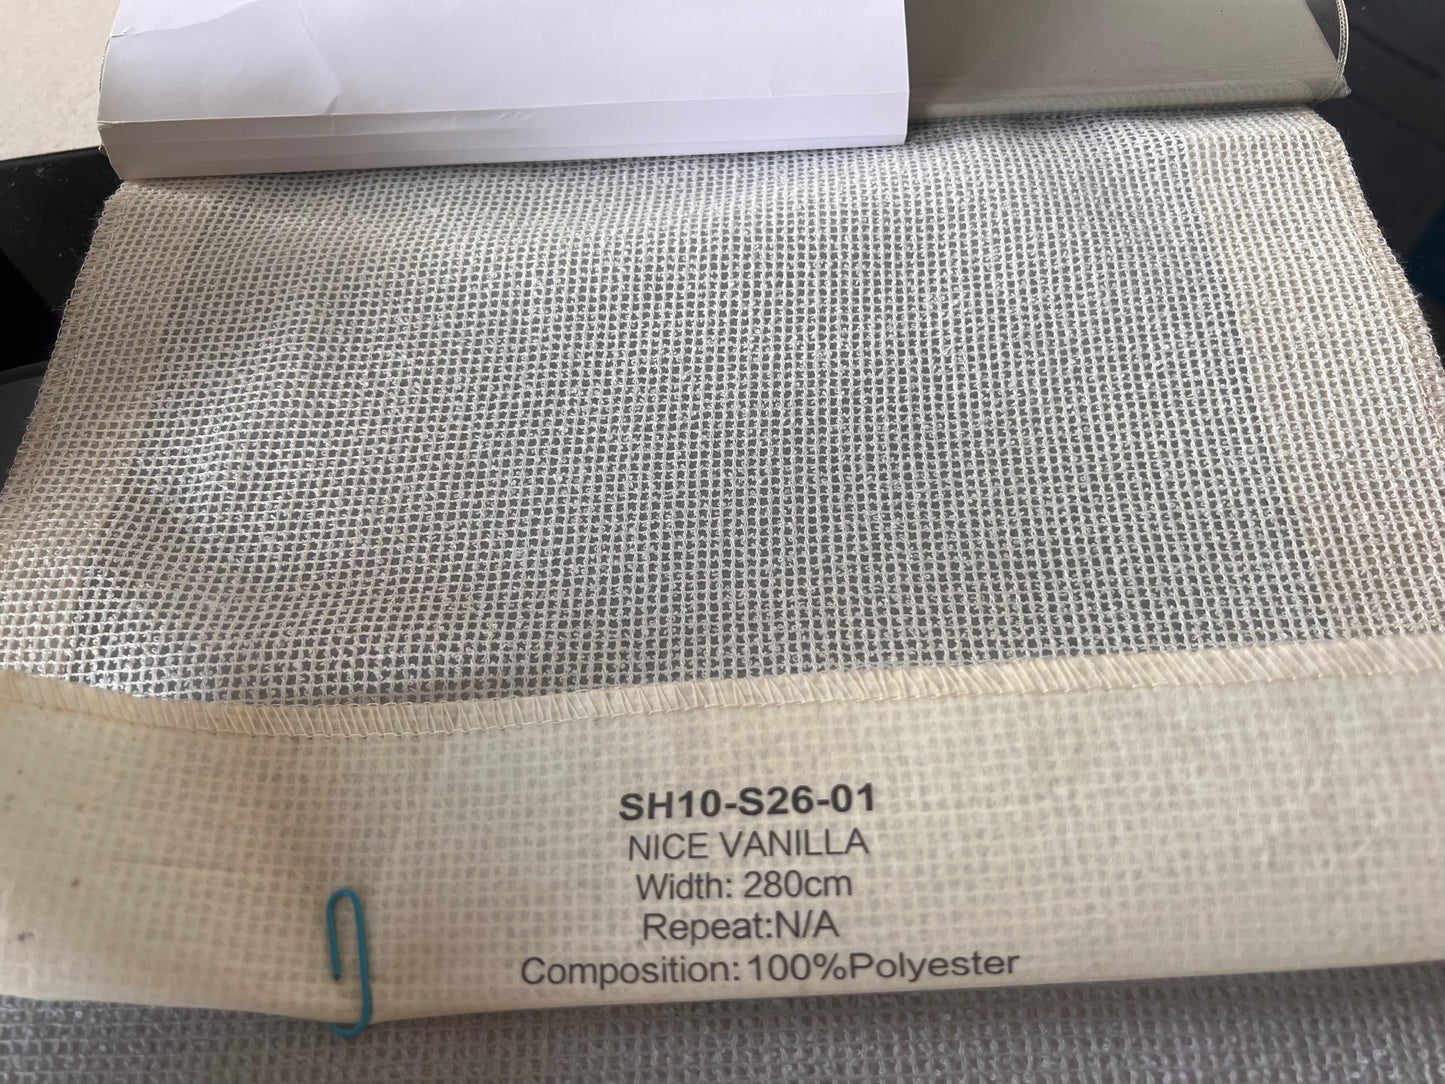 SH10-S26-01
NICE VANILLA
Width: 280cm
Repeat:N/A
Composition:100%Polyester